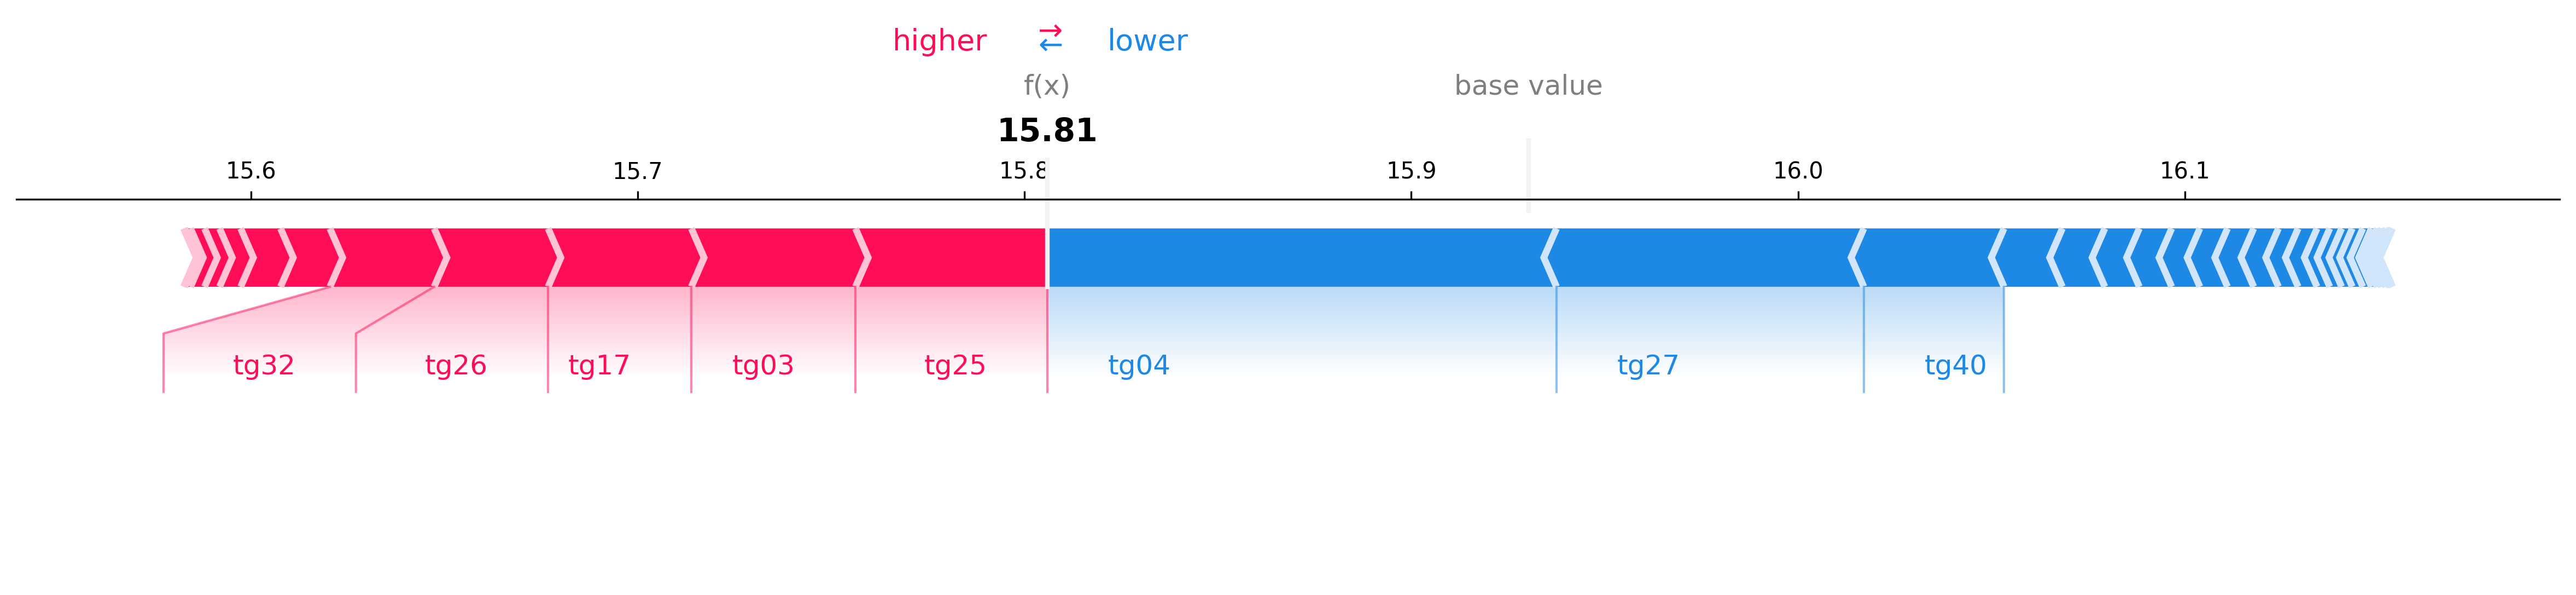 higher ⇄ lower
f(x) base value
15.81
15.6 15.7 15.8 15.9 16.0 16.1
tg32 tg26 tg17 tg03 tg25 tg04 tg27 tg40